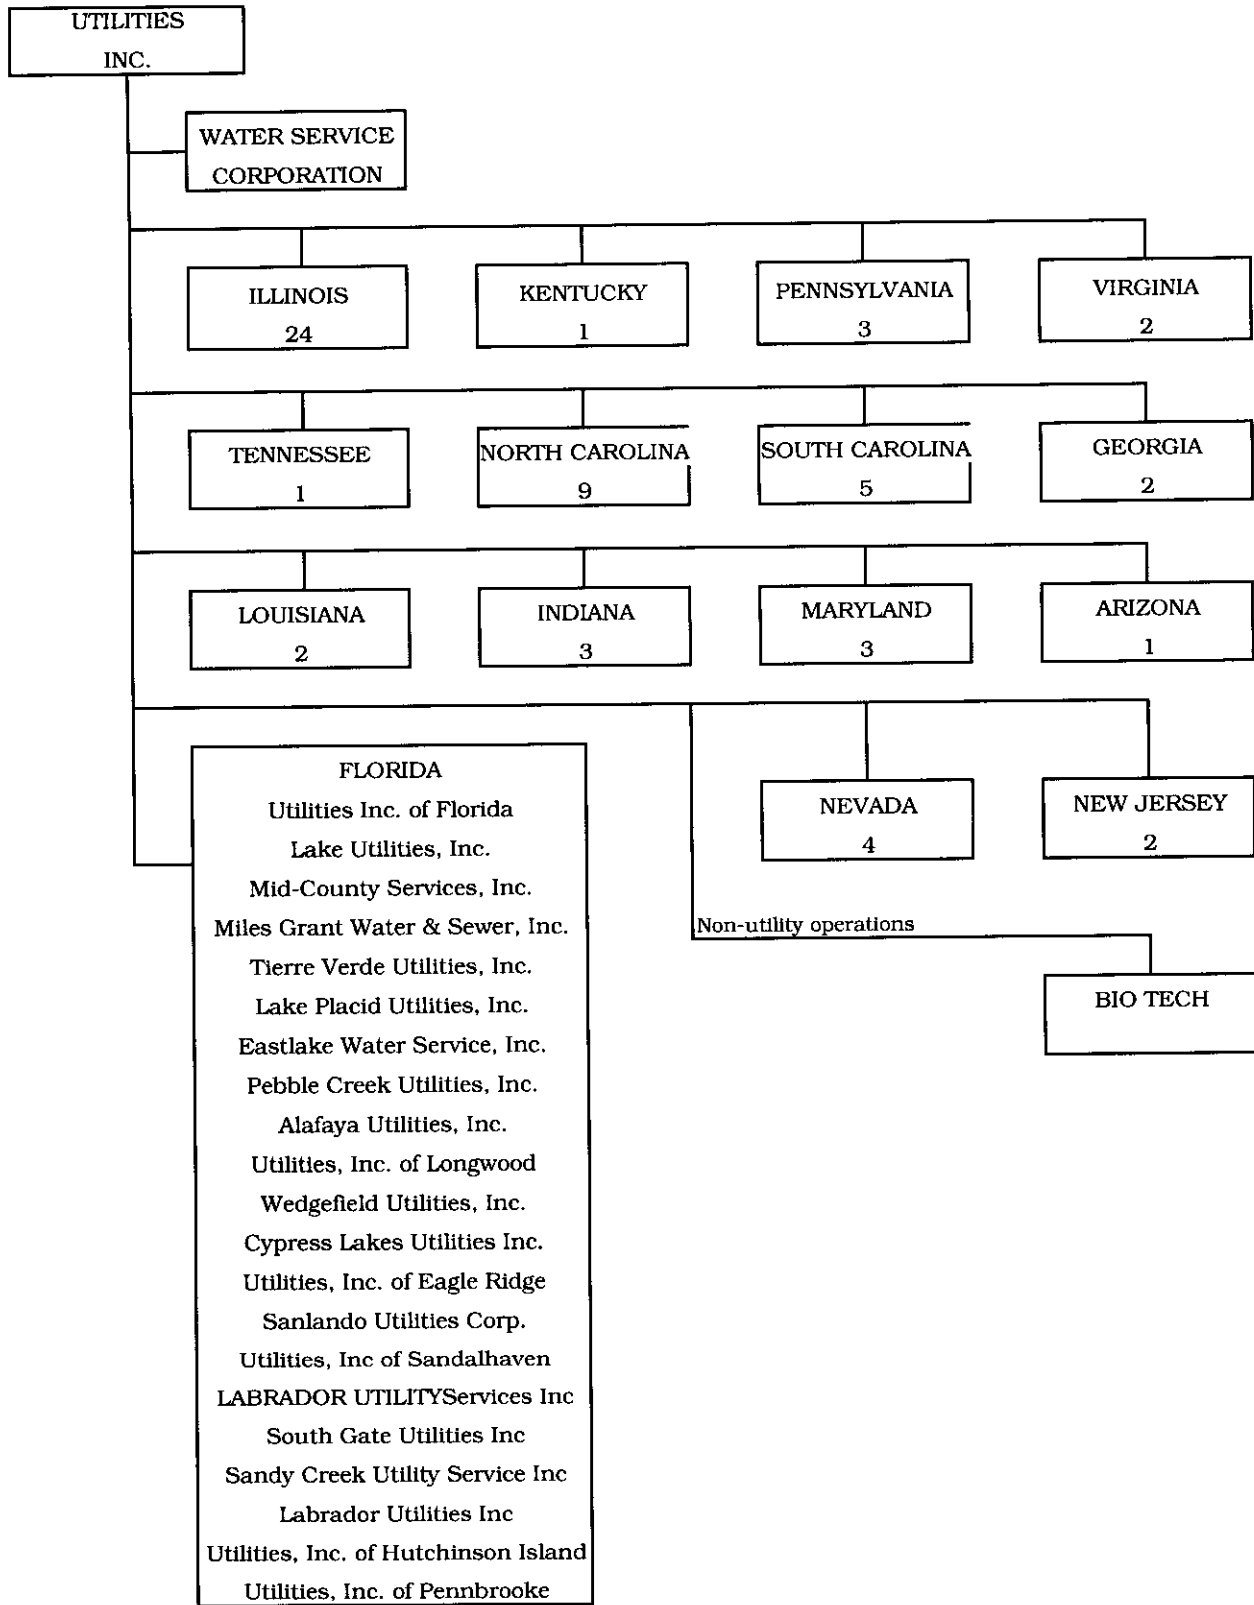 UTILITIES
INC.
WATER SERVICE
CORPORATION
ILLINOIS
24
KENTUCKY
1
PENNSYLVANIA
3
VIRGINIA
2
TENNESSEE
1
NORTH CAROLINA
9
SOUTH CAROLINA
5
GEORGIA
2
LOUISIANA
2
INDIANA
3
MARYLAND
3
ARIZONA
1
FLORIDA
Utilities Inc. of Florida
Lake Utilities, Inc.
Mid-County Services, Inc.
Miles Grant Water & Sewer, Inc.
Tierre Verde Utilities, Inc.
Lake Placid Utilities, Inc.
Eastlake Water Service, Inc.
Pebble Creek Utilities, Inc.
Alafaya Utilities, Inc.
Utilities, Inc. of Longwood
Wedgefield Utilities, Inc.
Cypress Lakes Utilities Inc.
Utilities, Inc. of Eagle Ridge
Sanlando Utilities Corp.
Utilities, Inc of Sandalhaven
LABRADOR UTILITYServices Inc
South Gate Utilities Inc
Sandy Creek Utility Service Inc
Labrador Utilities Inc
Utilities, Inc. of Hutchinson Island
Utilities, Inc. of Pennbrooke
NEVADA
4
NEW JERSEY
2
Non-utility operations
BIO TECH